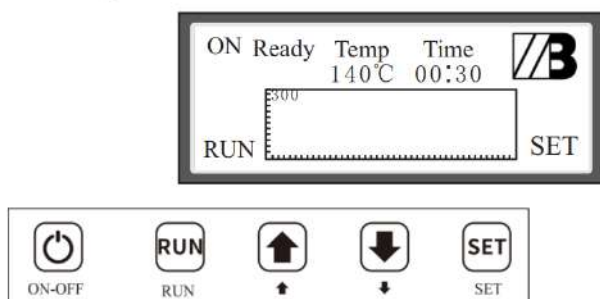 ON Ready Temp Time
140℃ 00:30
300
RUN SET
B
RUN SET
ON-OFF RUN SET